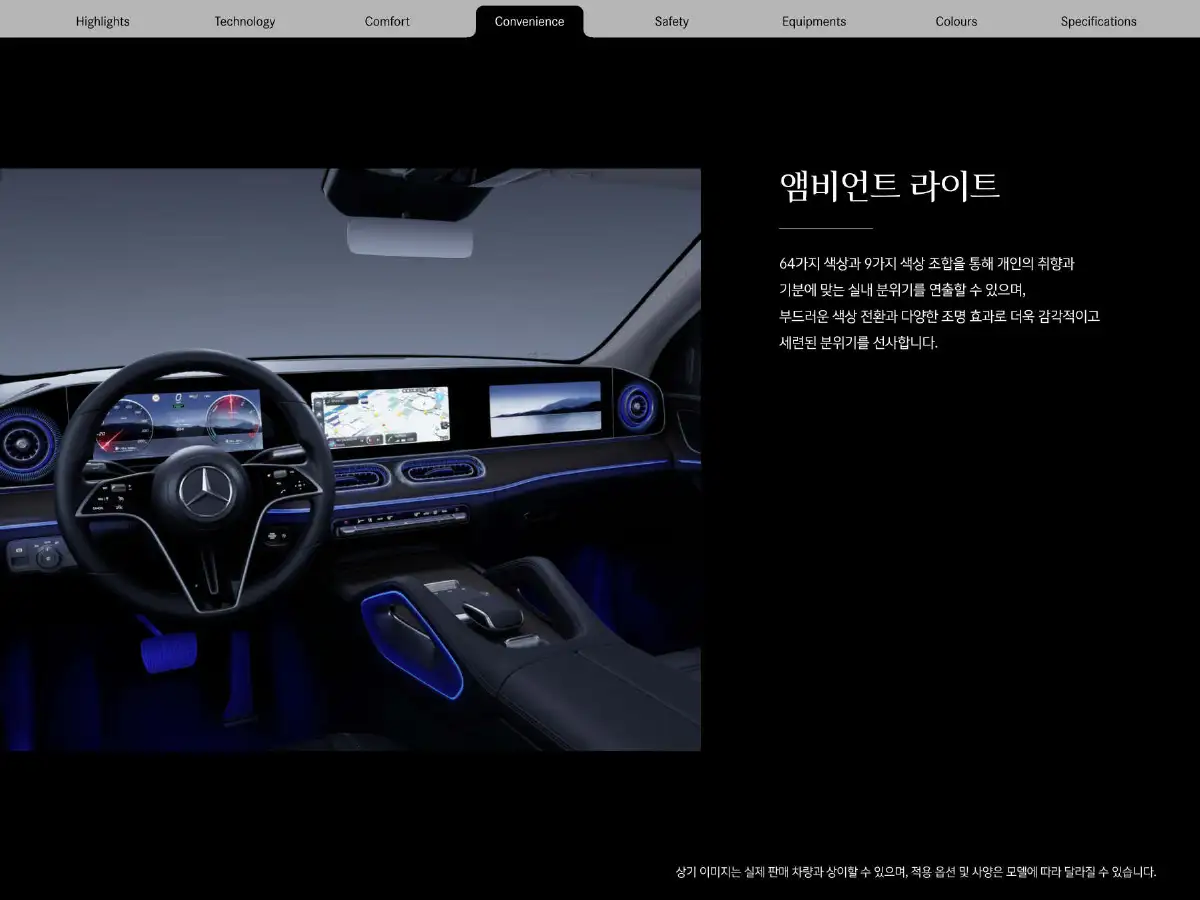 Highlights
Technology
Comfort
Convenience
Safety
Equipments
Colours
Specifications
앰비언트 라이트
64가지 색상과 9가지 색상 조합을 통해 개인의 취향과
기분에 맞는 실내 분위기를 연출할 수 있으며,
부드러운 색상 전환과 다양한 조명 효과로 더욱 감각적이고
세련된 분위기를 선사합니다.
상기 이미지는 실제 판매 차량과 상이할 수 있으며, 적용 옵션 및 사양은 모델에 따라 달라질 수 있습니다.